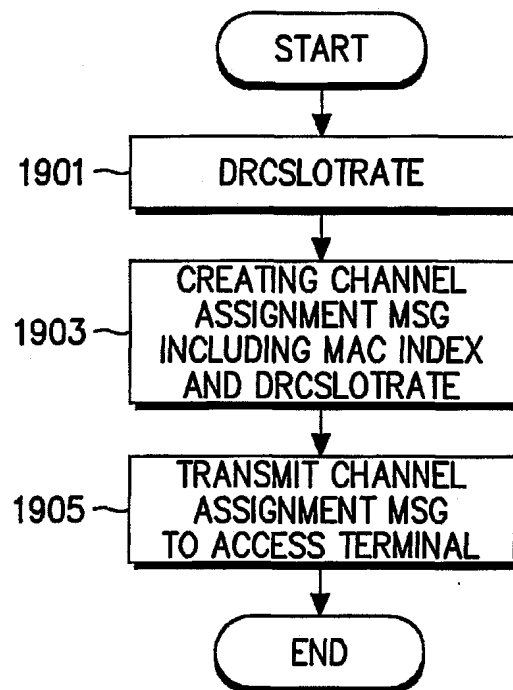 START
1901
DRCSLOTRATE
1903
CREATING CHANNEL
ASSIGNMENT MSG
INCLUDING MAC INDEX
AND DRCSLOTRATE
1905
TRANSMIT CHANNEL
ASSIGNMENT MSG
TO ACCESS TERMINAL
END